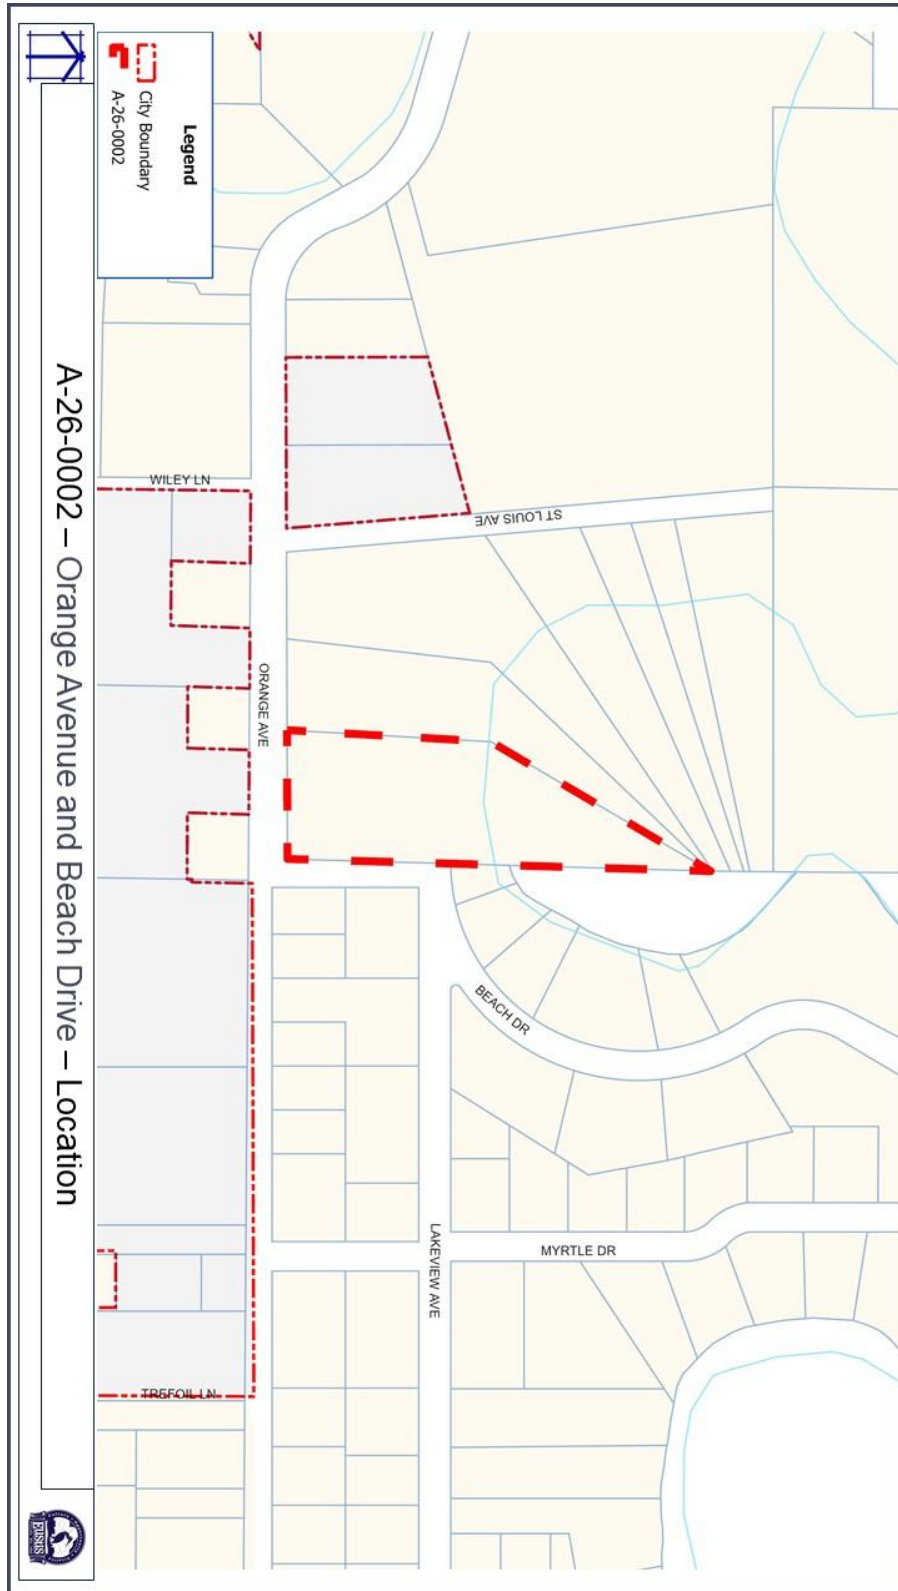 A-26-0002 – Orange Avenue and Beach Drive – Location
Legend
City Boundary
A-26-0002
WILEY LN
ST LOUIS AVE
ORANGE AVE
BEACH DR
LAKEVIEW AVE
MYRTLE DR
TREFOIL LN
EUSTIS